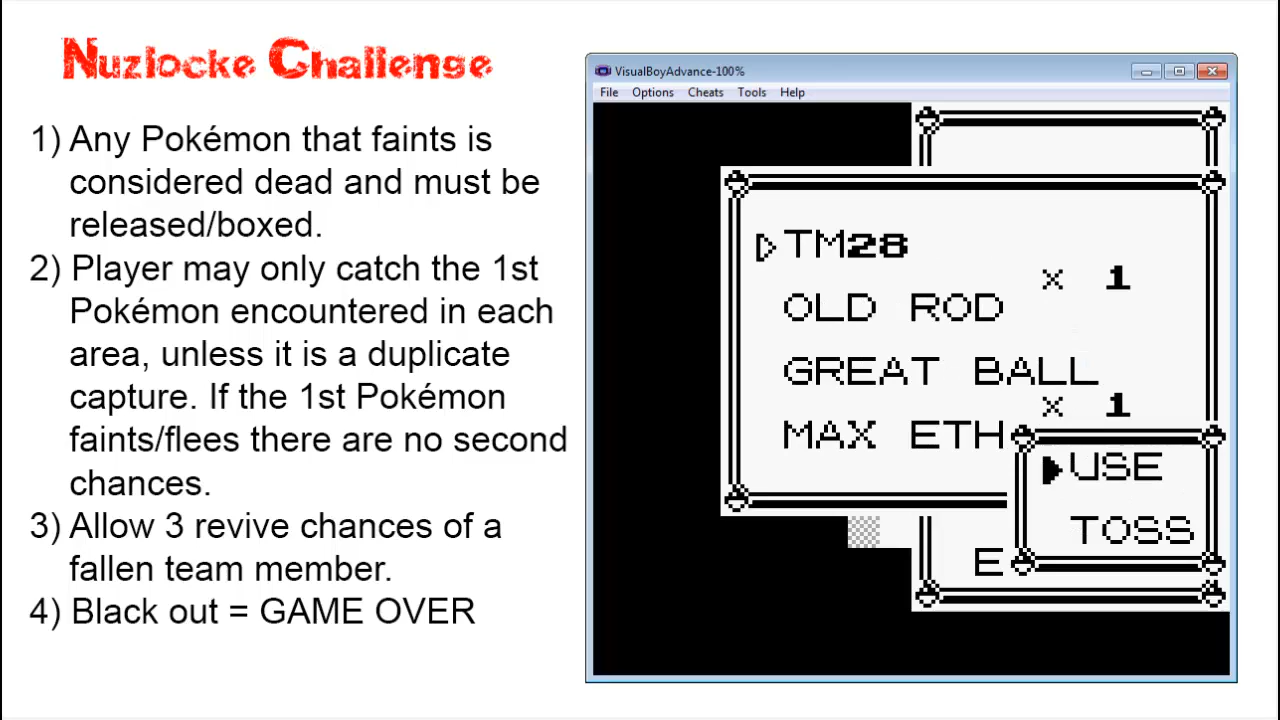 Nuzlocke Challenge
1) Any Pokémon that faints is
considered dead and must be
released/boxed.
2) Player may only catch the 1st
Pokémon encountered in each
area, unless it is a duplicate
capture. If the 1st Pokémon
faints/flees there are no second
chances.
3) Allow 3 revive chances of a
fallen team member.
4) Black out = GAME OVER
VisualBoyAdvance-100%
File Options Cheats Tools Help
TM28
× 1
OLD ROD
GREAT BALL
× 1
MAX ETH
USE
TOSS
E